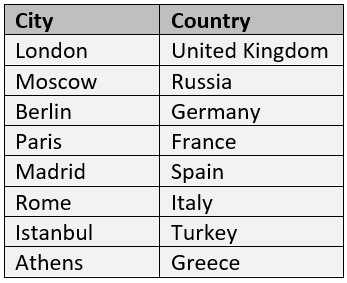 City Country
London United Kingdom
Moscow Russia
Berlin Germany
Paris France
Madrid Spain
Rome Italy
Istanbul Turkey
Athens Greece